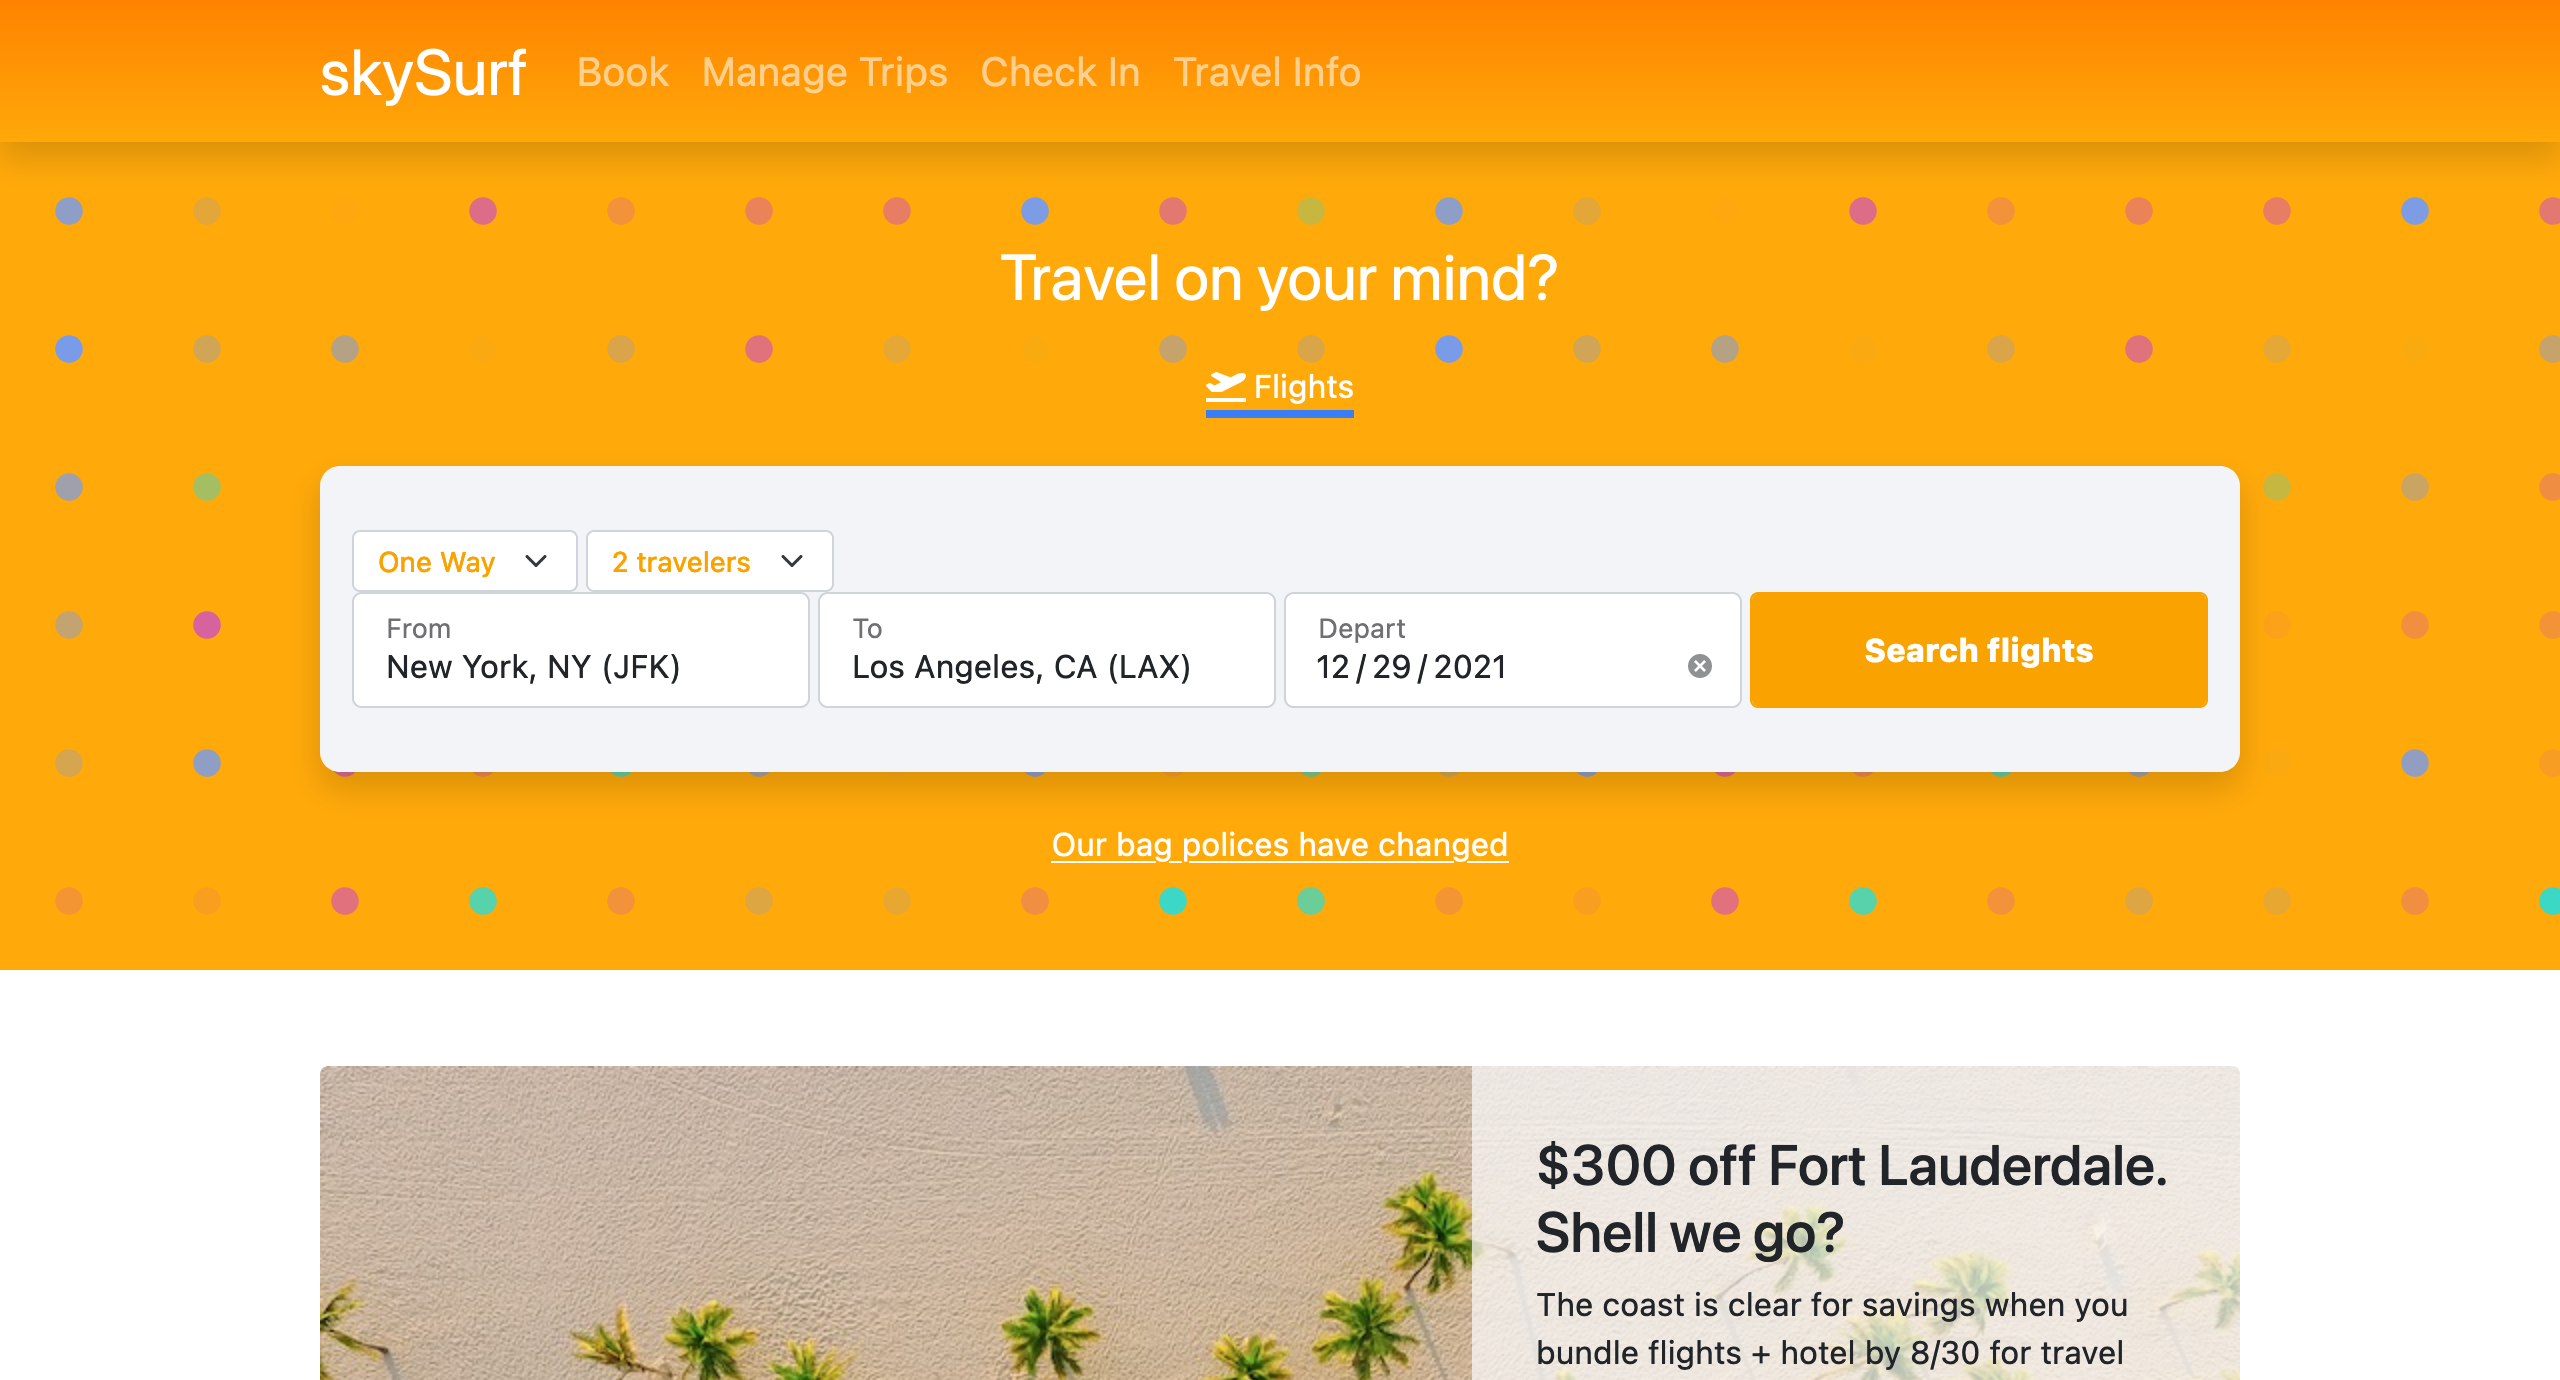 skySurf Book Manage Trips Check In Travel Info
Travel on your mind?
Flights
One Way 2 travelers
From To Depart
New York, NY (JFK) Los Angeles, CA (LAX) 12/29/2021 Search flights
Our bag polices have changed
$300 off Fort Lauderdale.
Shell we go?
The coast is clear for savings when you
bundle flights + hotel by 8/30 for travel